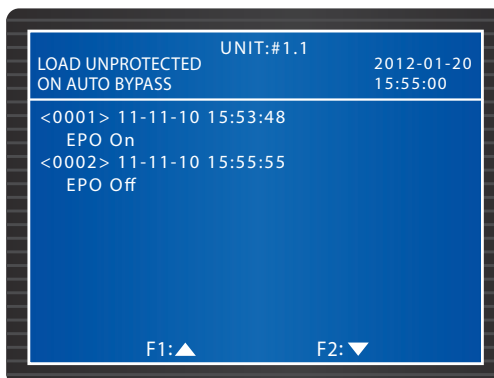 UNIT:#1.1
LOAD UNPROTECTED 2012-01-20
ON AUTO BYPASS 15:55:00
<0001> 11-11-10 15:53:48
EPO On
<0002> 11-11-10 15:55:55
EPO Off
F1:▲ F2:▼